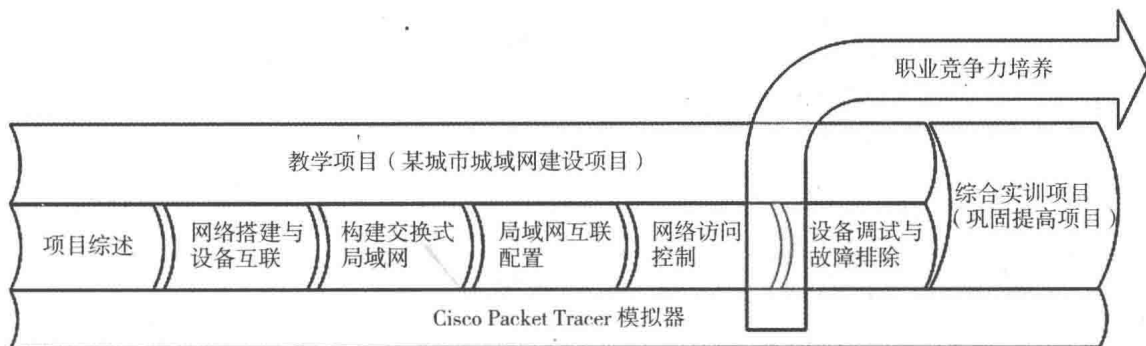 职业竞争力培养
教学项目(某城市城域网建设项目)
综合实训项目
(巩固提高项目)
项目综述
网络搭建与
设备互联
构建交换式
局域网
局域网互联
配置
网络访问
控制
设备调试与
故障排除
Cisco Packet Tracer 模拟器